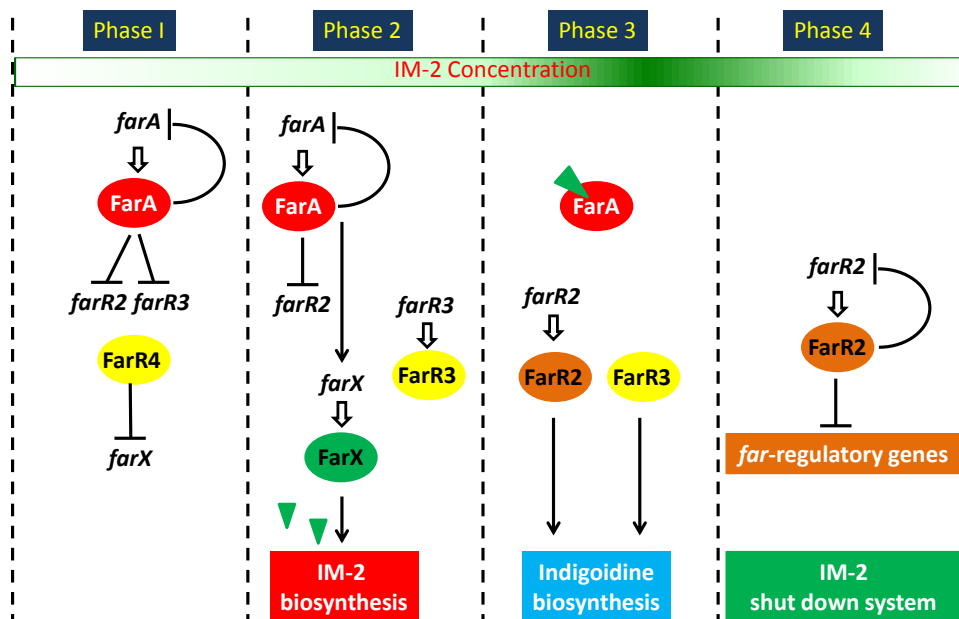 Phase I
Phase 2
Phase 3
Phase 4
IM-2 Concentration
farA
FarA
farR2 farR3
FarR4
farX
farA
FarA
farR2
farR3
FarR3
farX
FarX
IM-2
biosynthesis
FarA
farR2
FarR2
FarR3
Indigoidine
biosynthesis
farR2
FarR2
far-regulatory genes
IM-2
shut down system